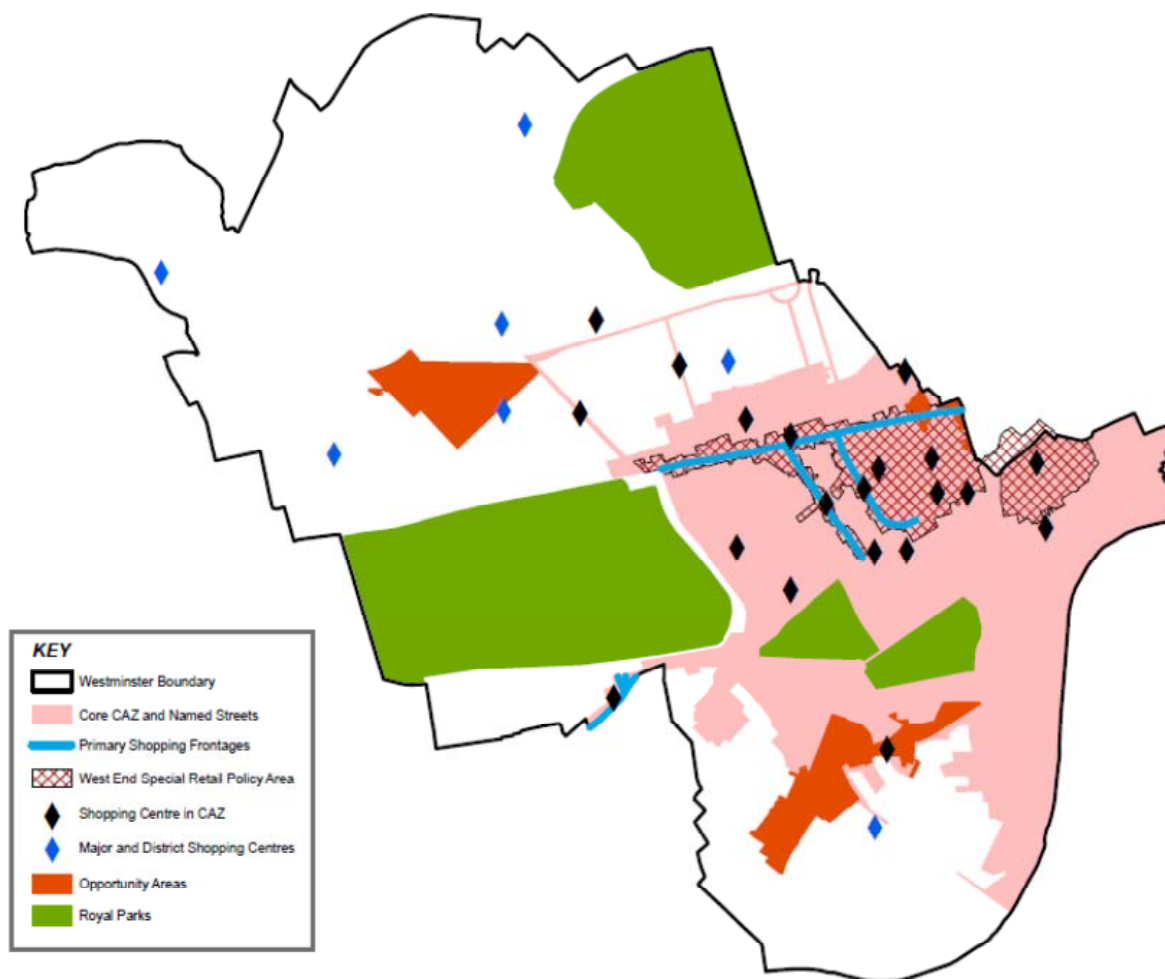 KEY
Westminster Boundary
Core CAZ and Named Streets
Primary Shopping Frontages
West End Special Retail Policy Area
Shopping Centre in CAZ
Major and District Shopping Centres
Opportunity Areas
Royal Parks